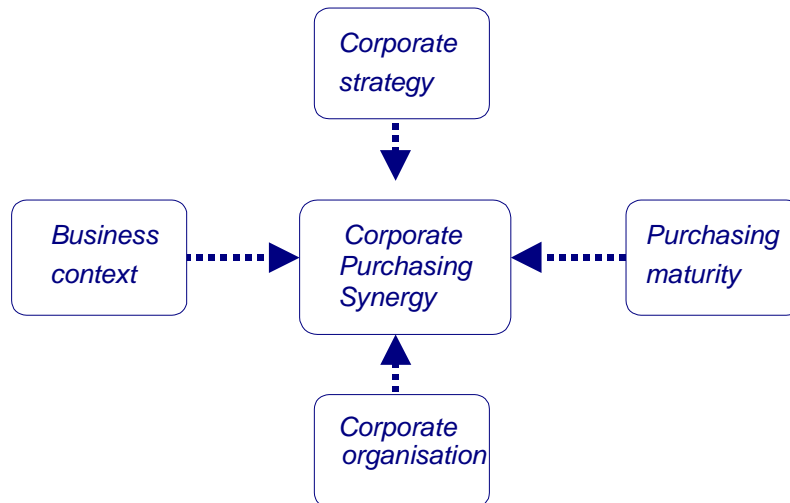 Corporate
strategy
Business
context
Corporate
Purchasing
Synergy
Purchasing
maturity
Corporate
organisation